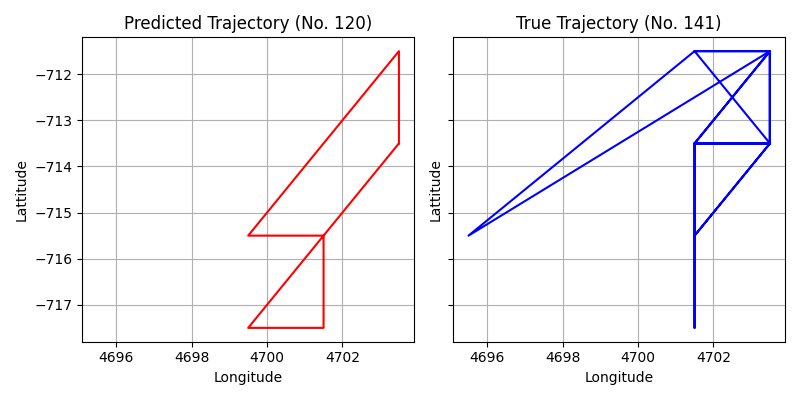 Predicted Trajectory (No. 120)
True Trajectory (No. 141)
Lattitude
−712
−713
−714
−715
−716
−717
4696
4698
4700
4702
Longitude
Lattitude
4696
4698
4700
4702
Longitude